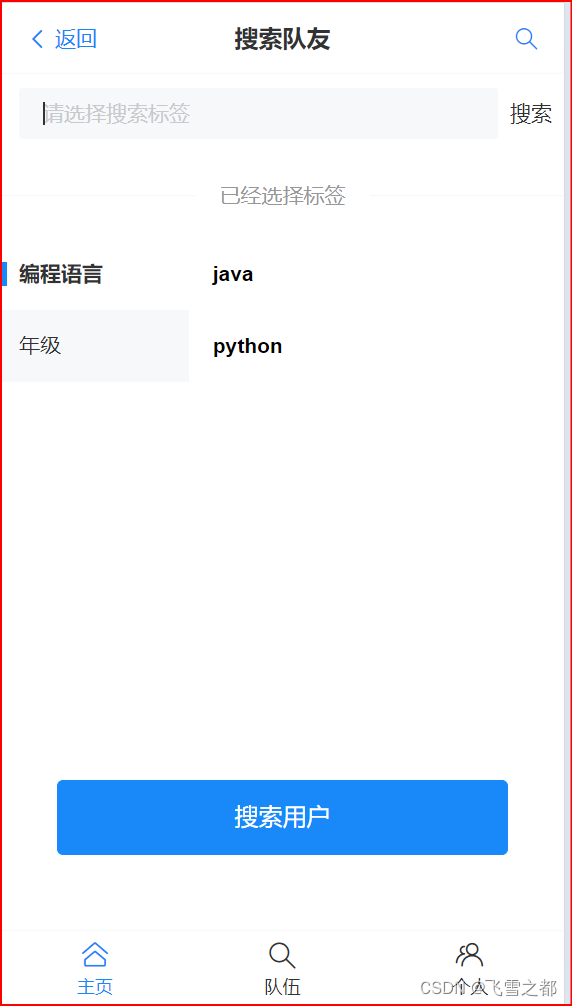 返回 搜索队友
请选择搜索标签 搜索
已经选择标签
编程语言 java
年级 python
搜索用户
主页 队伍 个人
CSDN @飞雪之都